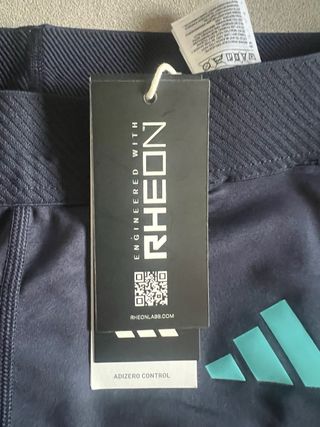 ENGINEERED WITH
RHEON
RHEONLABS.COM
ADIZERO CONTROL